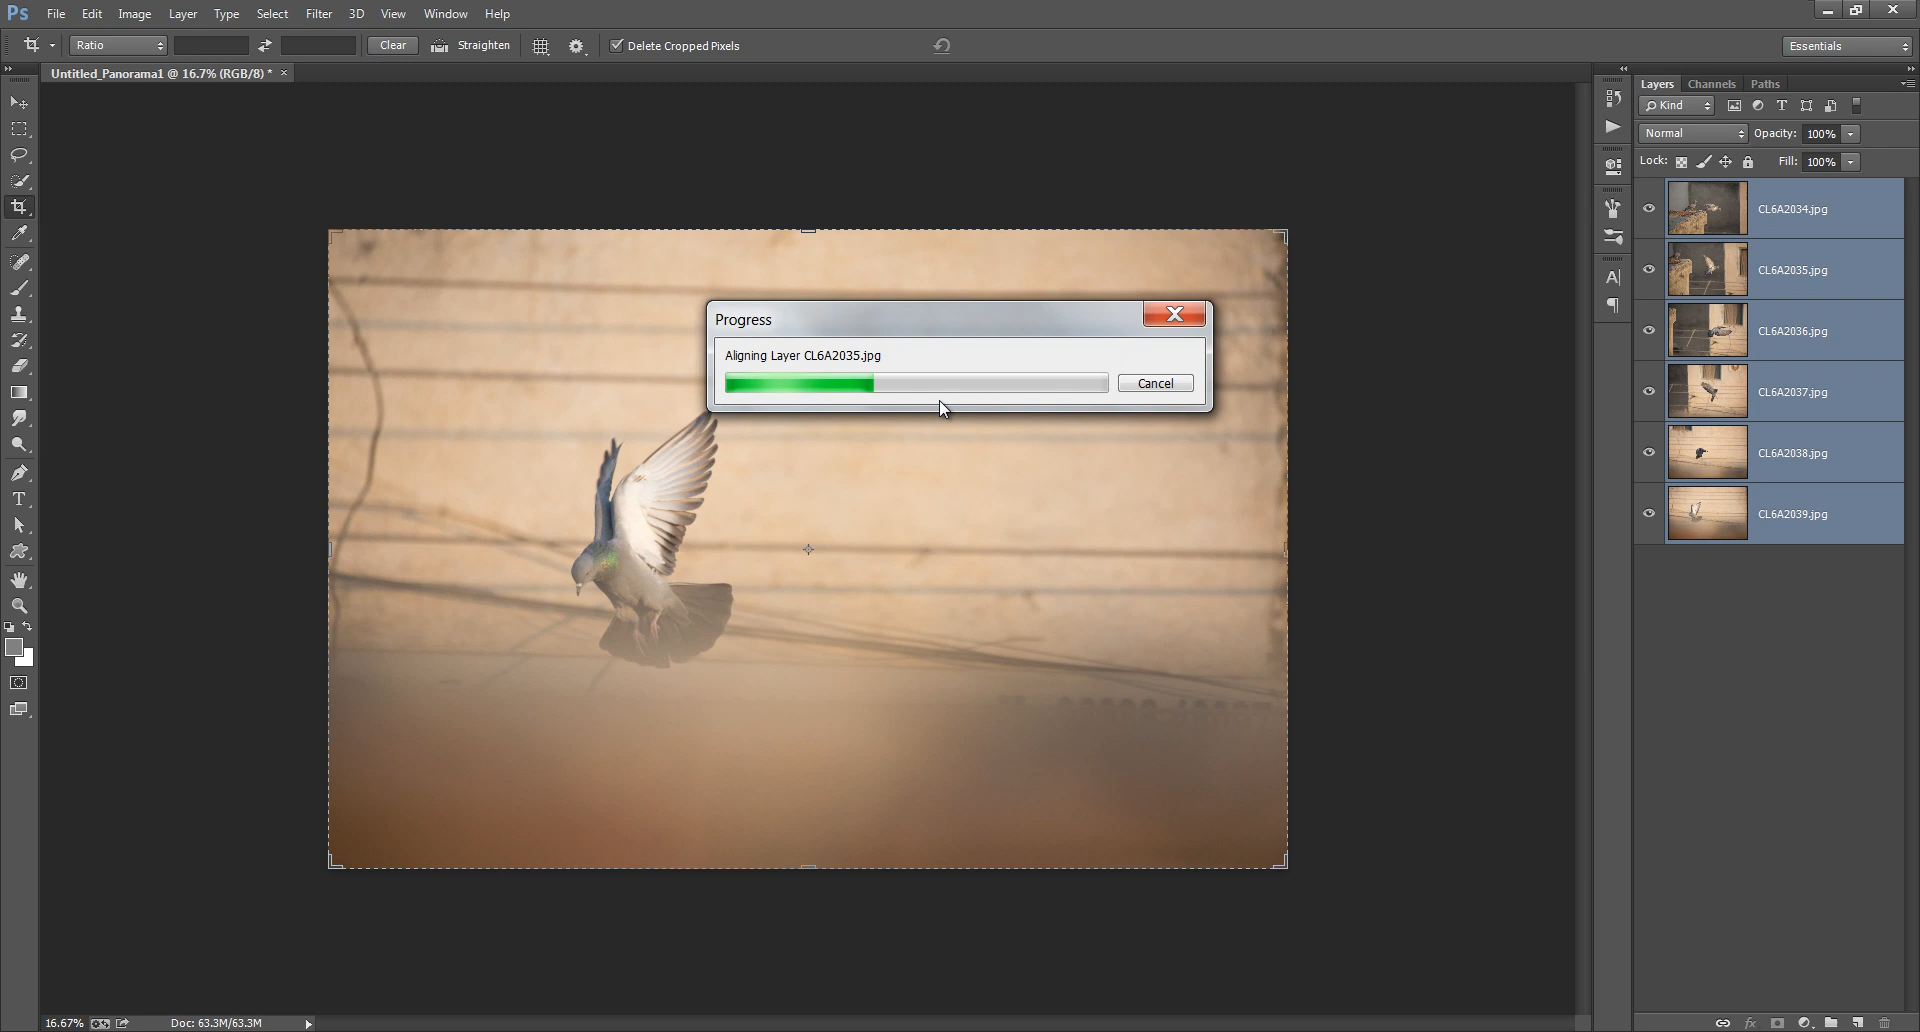 Ps File Edit Image Layer Type Select Filter 3D View Window Help
Ratio Clear Straighten Delete Cropped Pixels Essentials
Untitled_Panorama1 @ 16.7% (RGB/8) * ×
Layers Channels Paths
Kind
Normal Opacity: 100%
Lock: Fill: 100%
CL6A2034.jpg
CL6A2035.jpg
CL6A2036.jpg
CL6A2037.jpg
CL6A2038.jpg
CL6A2039.jpg
Progress
Aligning Layer CL6A2035.jpg
Cancel
16.67% Doc: 63.3M/63.3M